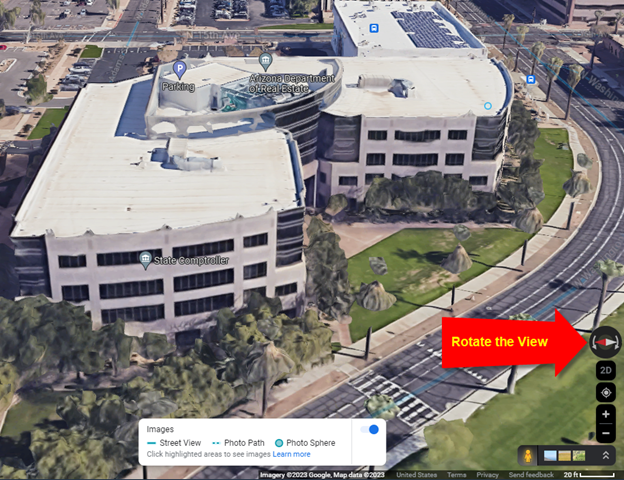 Parking
Arizona Department
Of Real Estate
State Comptroller
Rotate the View
2D
Images
Street View
Photo Path
Photo Sphere
Click highlighted areas to see images Learn more
Imagery ©2023 Google, Map data ©2023
United States
Terms
Privacy
Send feedback
20 ft